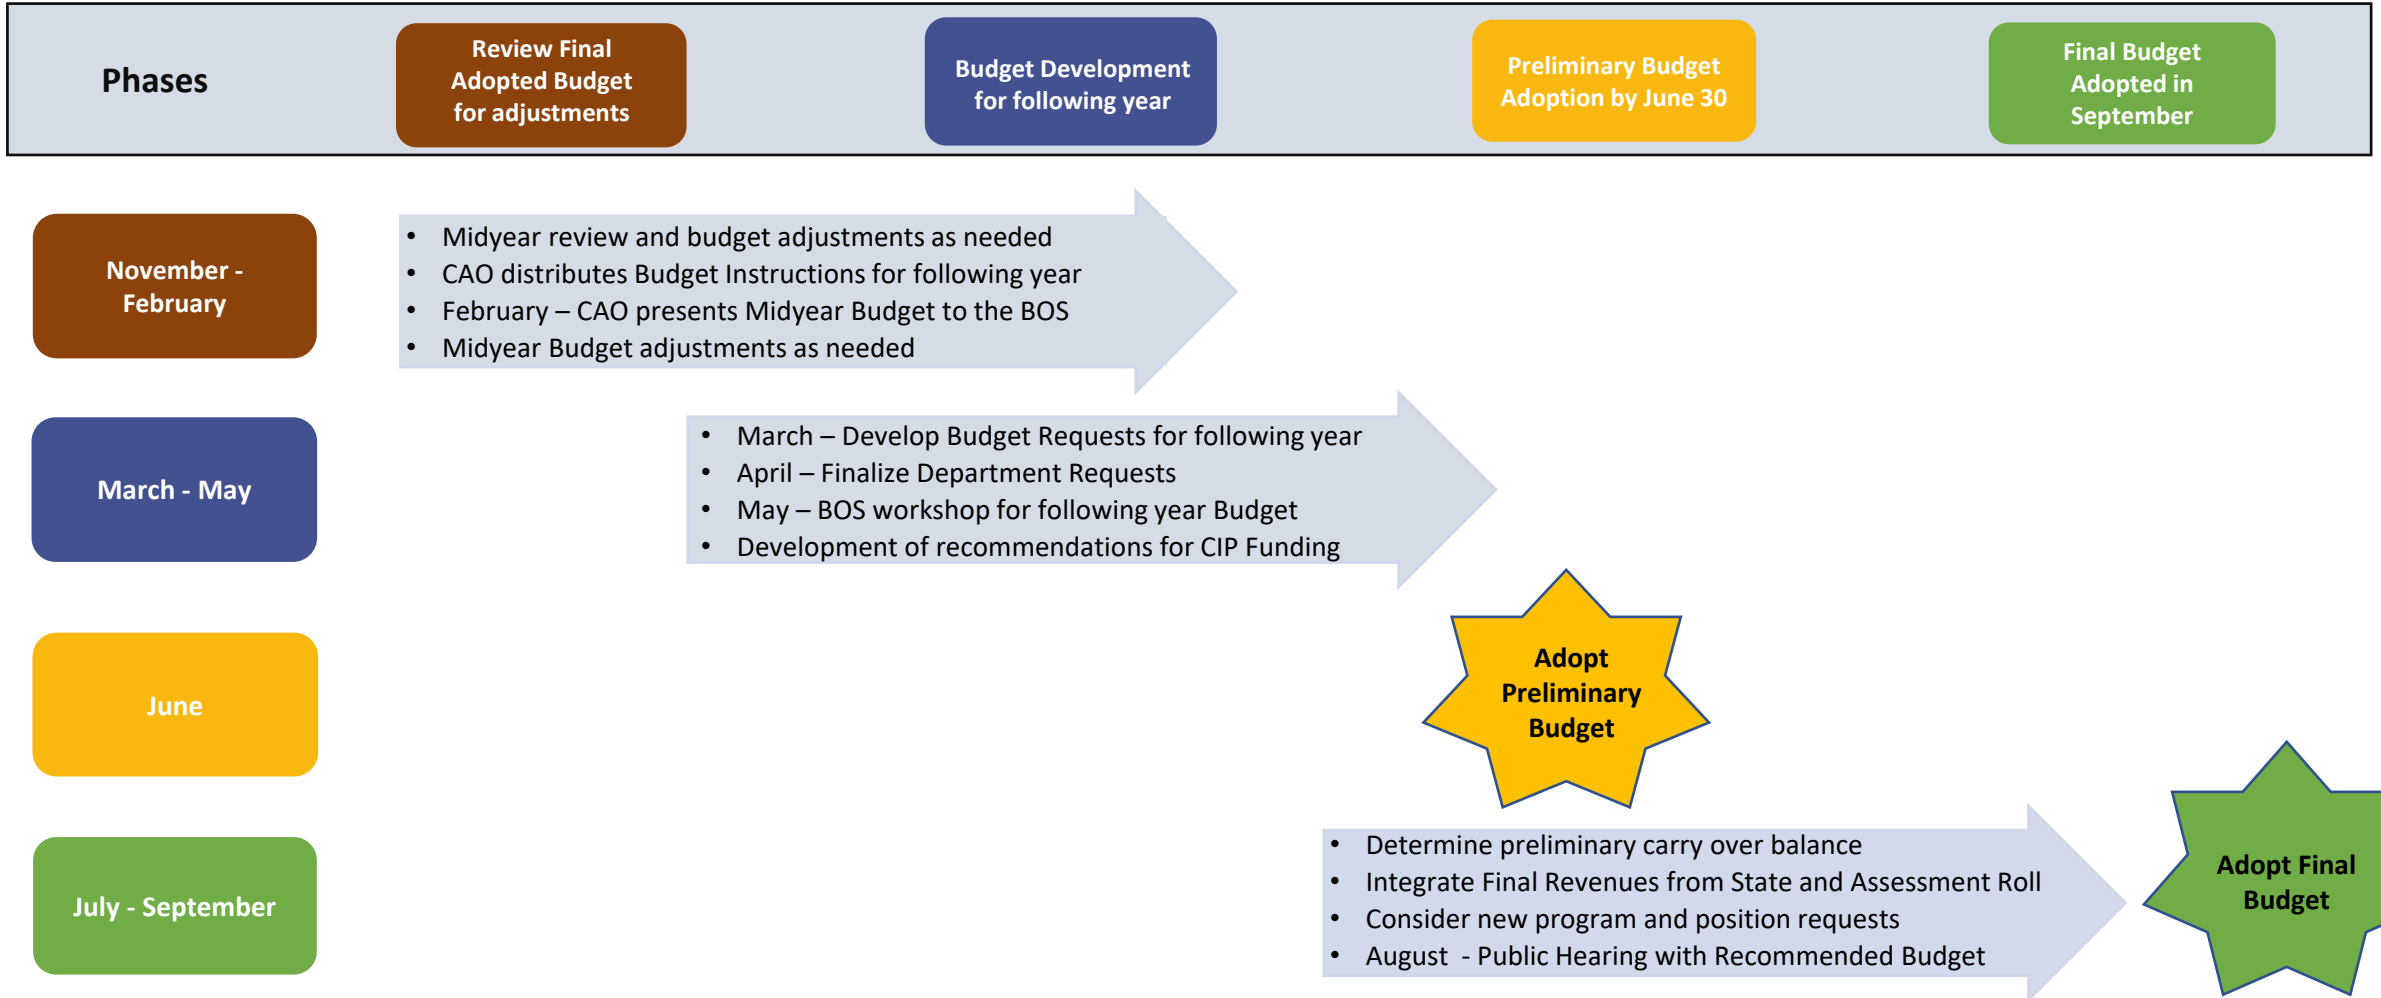 Phases
Review Final
Adopted Budget
for adjustments
Budget Development
for following year
Preliminary Budget
Adoption by June 30
Final Budget
Adopted in
September
November -
February
• Midyear review and budget adjustments as needed
• CAO distributes Budget Instructions for following year
• February – CAO presents Midyear Budget to the BOS
• Midyear Budget adjustments as needed
March - May
• March – Develop Budget Requests for following year
• April – Finalize Department Requests
• May – BOS workshop for following year Budget
• Development of recommendations for CIP Funding
June
Adopt
Preliminary
Budget
July - September
• Determine preliminary carry over balance
• Integrate Final Revenues from State and Assessment Roll
• Consider new program and position requests
• August  - Public Hearing with Recommended Budget
Adopt Final
Budget